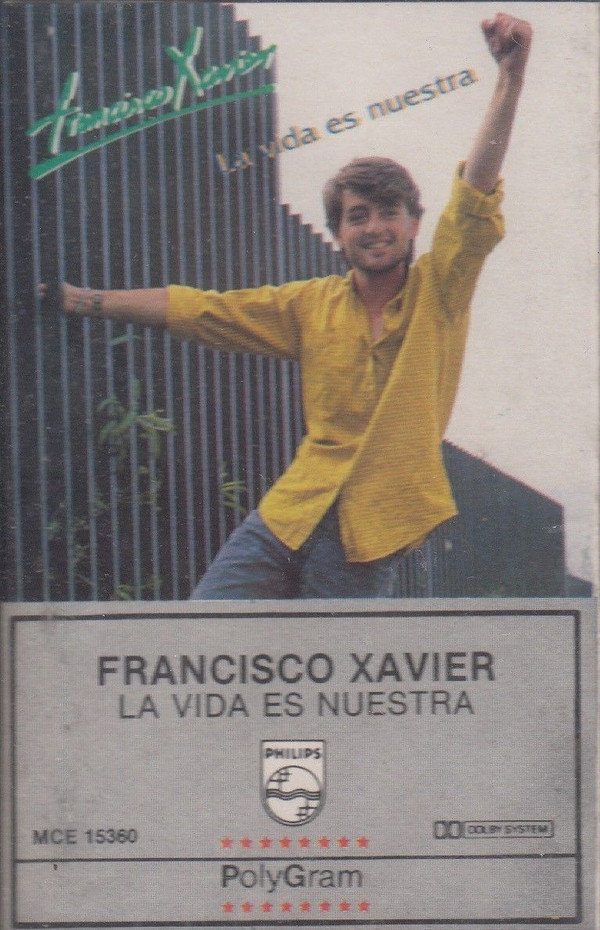 Francisco Xavier
La vida es nuestra
FRANCISCO XAVIER
LA VIDA ES NUESTRA
PHILIPS
MCE 15360
DOLBY SYSTEM
PolyGram